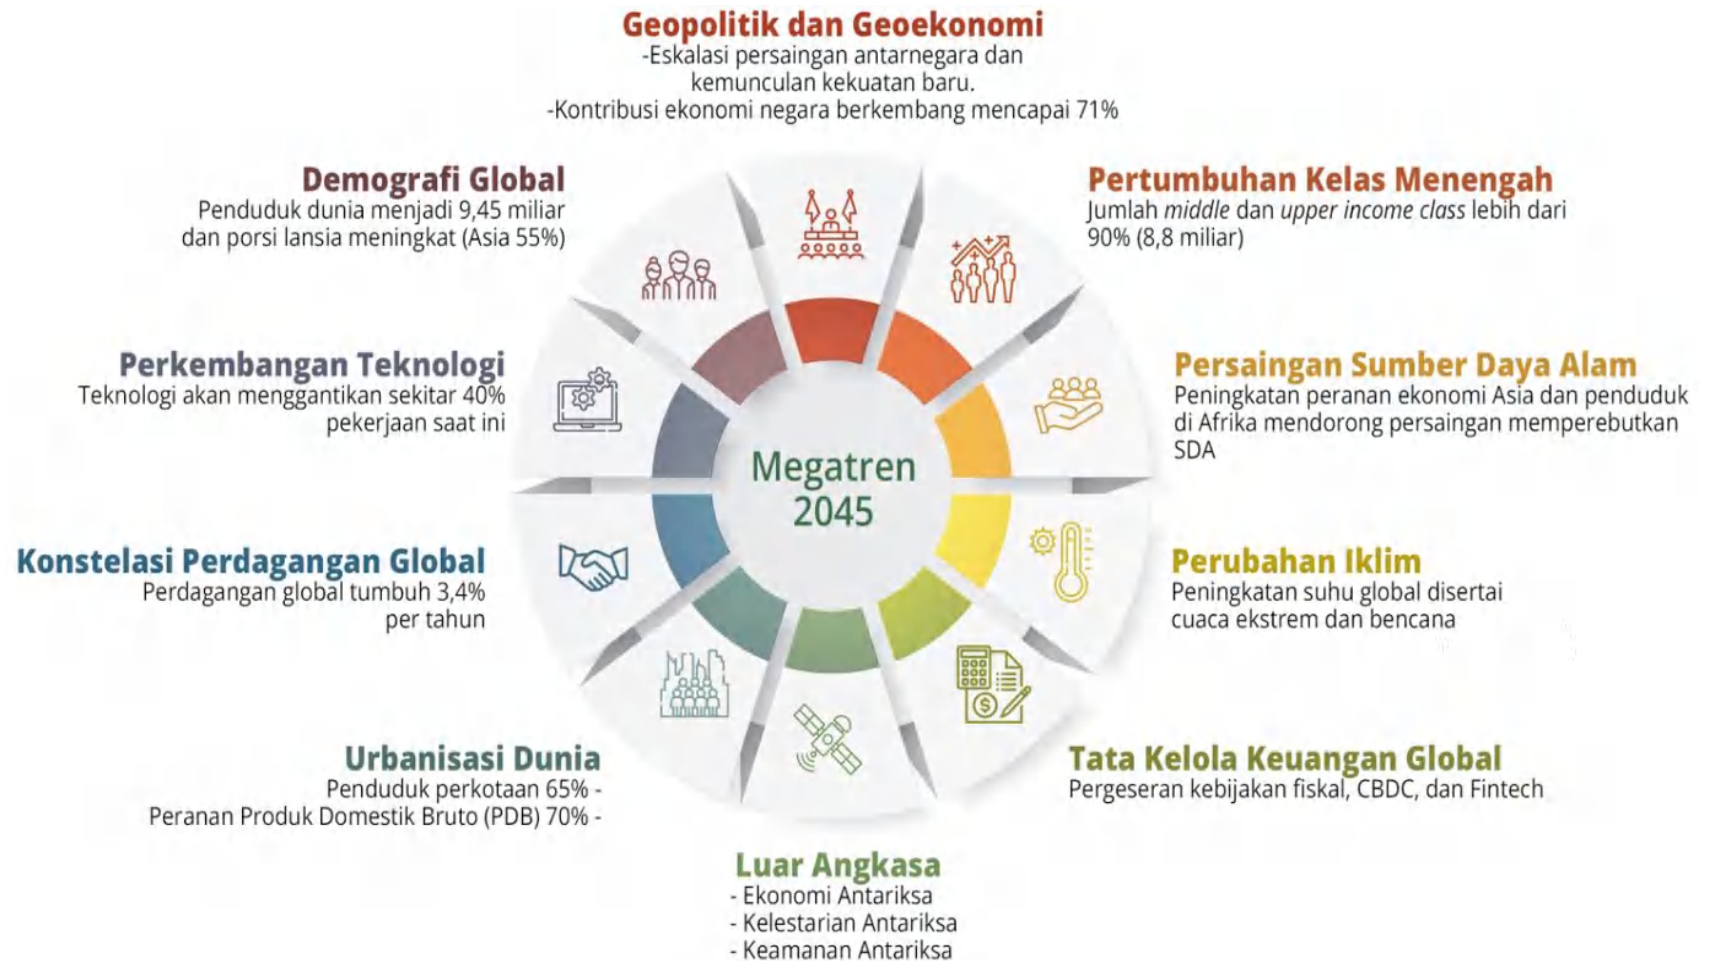 Geopolitik dan Geoekonomi
-Eskalasi persaingan antarnegara dan
kemunculan kekuatan baru.
-Kontribusi ekonomi negara berkembang mencapai 71%
Demografi Global
Penduduk dunia menjadi 9,45 miliar
dan porsi lansia meningkat (Asia 55%)
Pertumbuhan Kelas Menengah
Jumlah middle dan upper income class lebih dari
90% (8,8 miliar)
Perkembangan Teknologi
Teknologi akan menggantikan sekitar 40%
pekerjaan saat ini
Persaingan Sumber Daya Alam
Peningkatan peranan ekonomi Asia dan penduduk
di Afrika mendorong persaingan memperebutkan
SDA
Megatren
2045
Konstelasi Perdagangan Global
Perdagangan global tumbuh 3,4%
per tahun
Perubahan Iklim
Peningkatan suhu global disertai
cuaca ekstrem dan bencana
Urbanisasi Dunia
Penduduk perkotaan 65% -
Peranan Produk Domestik Bruto (PDB) 70% -
Tata Kelola Keuangan Global
Pergeseran kebijakan fiskal, CBDC, dan Fintech
Luar Angkasa
- Ekonomi Antariksa
- Kelestarian Antariksa
- Keamanan Antariksa